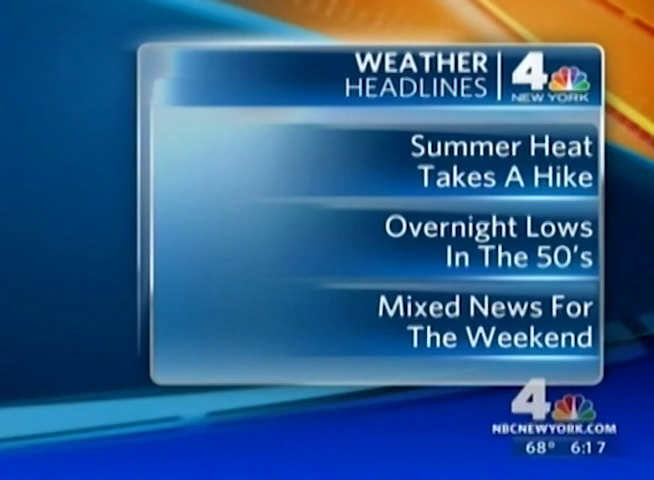 WEATHER
HEADLINES
4
NEW YORK
Summer Heat
Takes A Hike
Overnight Lows
In The 50's
Mixed News For
The Weekend
4
NBCNEWYORK.COM
68° 6:17